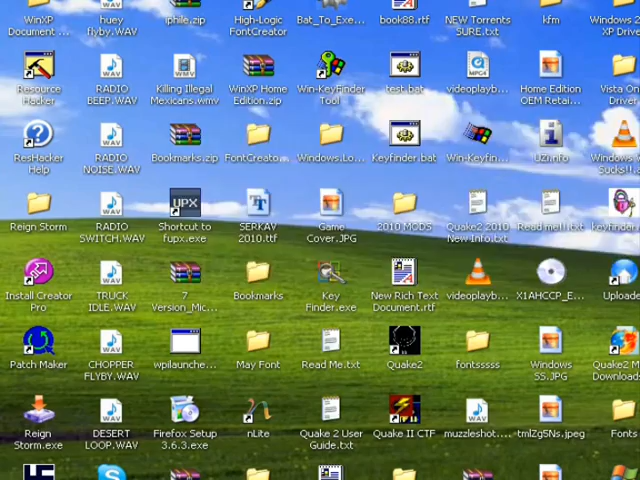 WinXP
Document ...
huey
flyby.WAV
iphile.zip
High-Logic
FontCreator
Bat_To_Exe...
book88.rtf
NEW Torrents
SURE.txt
kfm
Windows 2
XP Drive
Resource
Hacker
RADIO
BEEP.WAV
Killing Illegal
Mexicans.wmv
WinXP Home
Edition.zip
Win-KeyFinder
Tool
test.bat
videoplayb...
Home Edition
OEM Retai...
Vista On
Driver
ResHacker
Help
RADIO
NOISE.WAV
Bookmarks.zip
FontCreato...
Windows.Lo...
Keyfinder.bat
Win-Keyfin...
UZi.nfo
Windows
Sucks!!.a
Reign Storm
RADIO
SWITCH.WAV
UPX
Shortcut to
fupx.exe
SERKAV
2010.ttf
Game
Cover.JPG
2010 MODS
Quake2 2010
New Info.txt
Read me!!.txt
keyfinder.
Install Creator
Pro
TRUCK
IDLE.WAV
7
Version_Mic...
Bookmarks
Key
Finder.exe
New Rich Text
Document.rtf
videoplayb...
X1AHCCP_E...
Uploade
Patch Maker
CHOPPER
FLYBY.WAV
wpilaunche...
May Font
Read Me.txt
Quake2
fontsssss
Windows
SS.JPG
Quake2 M
Downloads
Reign
Storm.exe
DESERT
LOOP.WAV
Firefox Setup
3.6.3.exe
nLite
Quake 2 User
Guide.txt
Quake II CTF
muzzleshot....
tmlZg5Ns.jpeg
Fonts